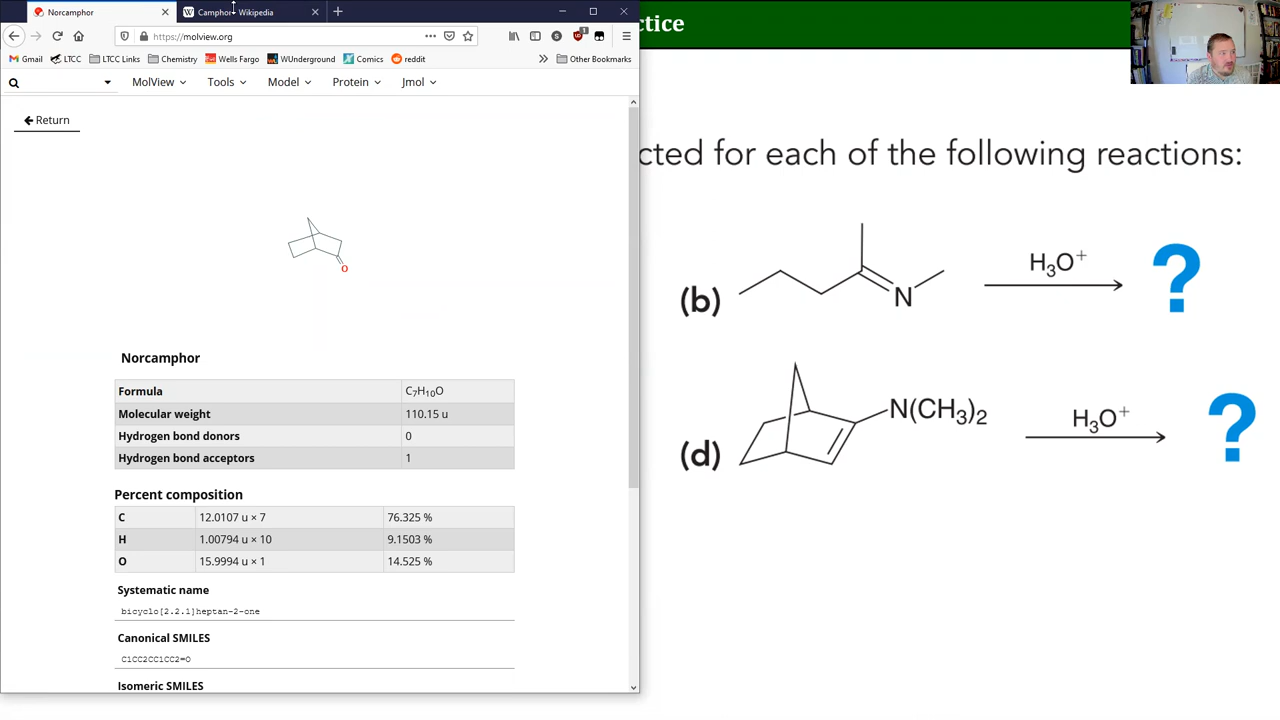 Norcamphor
Camphor - Wikipedia
ctice
https://molview.org
Gmail LTCC LTCC Links Chemistry Wells Fargo WUnderground Comics reddit Other Bookmarks
MolView Tools Model Protein Jmol
Return
O
Norcamphor
Formula C₇H₁₀O
Molecular weight 110.15 u
Hydrogen bond donors 0
Hydrogen bond acceptors 1
Percent composition
C 12.0107 u × 7 76.325 %
H 1.00794 u × 10 9.1503 %
O 15.9994 u × 1 14.525 %
Systematic name
bicyclo[2.2.1]heptan-2-one
Canonical SMILES
C1CC2CC1CC2=O
Isomeric SMILES
cted for each of the following reactions:
(b) N H₃O⁺ ?
(d) N(CH₃)₂ H₃O⁺ ?